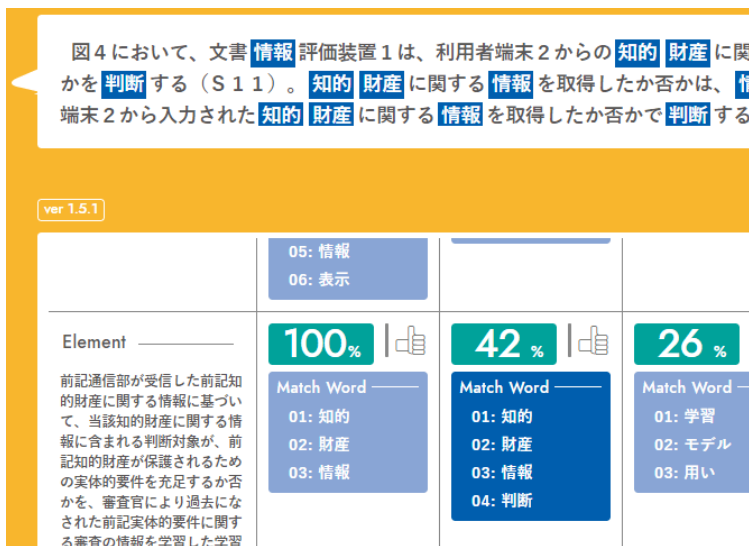 図４において、文書 情報 評価装置１は、利用者端末２からの 知的 財産 に関
かを 判断 する（Ｓ１１）。 知的 財産 に関する 情報 を取得したか否かは、
端末２から入力された 知的 財産 に関する 情報 を取得したか否かで 判断 する
ver 1.5.1
05: 情報
06: 表示
Element
前記通信部が受信した前記知
的財産に関する情報に基づい
て、当該知的財産に関する情
報に含まれる判断対象が、前
記知的財産が保護されるため
の実体的要件を充足するか否
かを、審査官により過去にな
された前記実体的要件に関す
る審査の情報を学習した学習
100%
Match Word
01: 知的
02: 財産
03: 情報
42 %
Match Word
01: 知的
02: 財産
03: 情報
04: 判断
26 %
Match Word
01: 学習
02: モデル
03: 用い